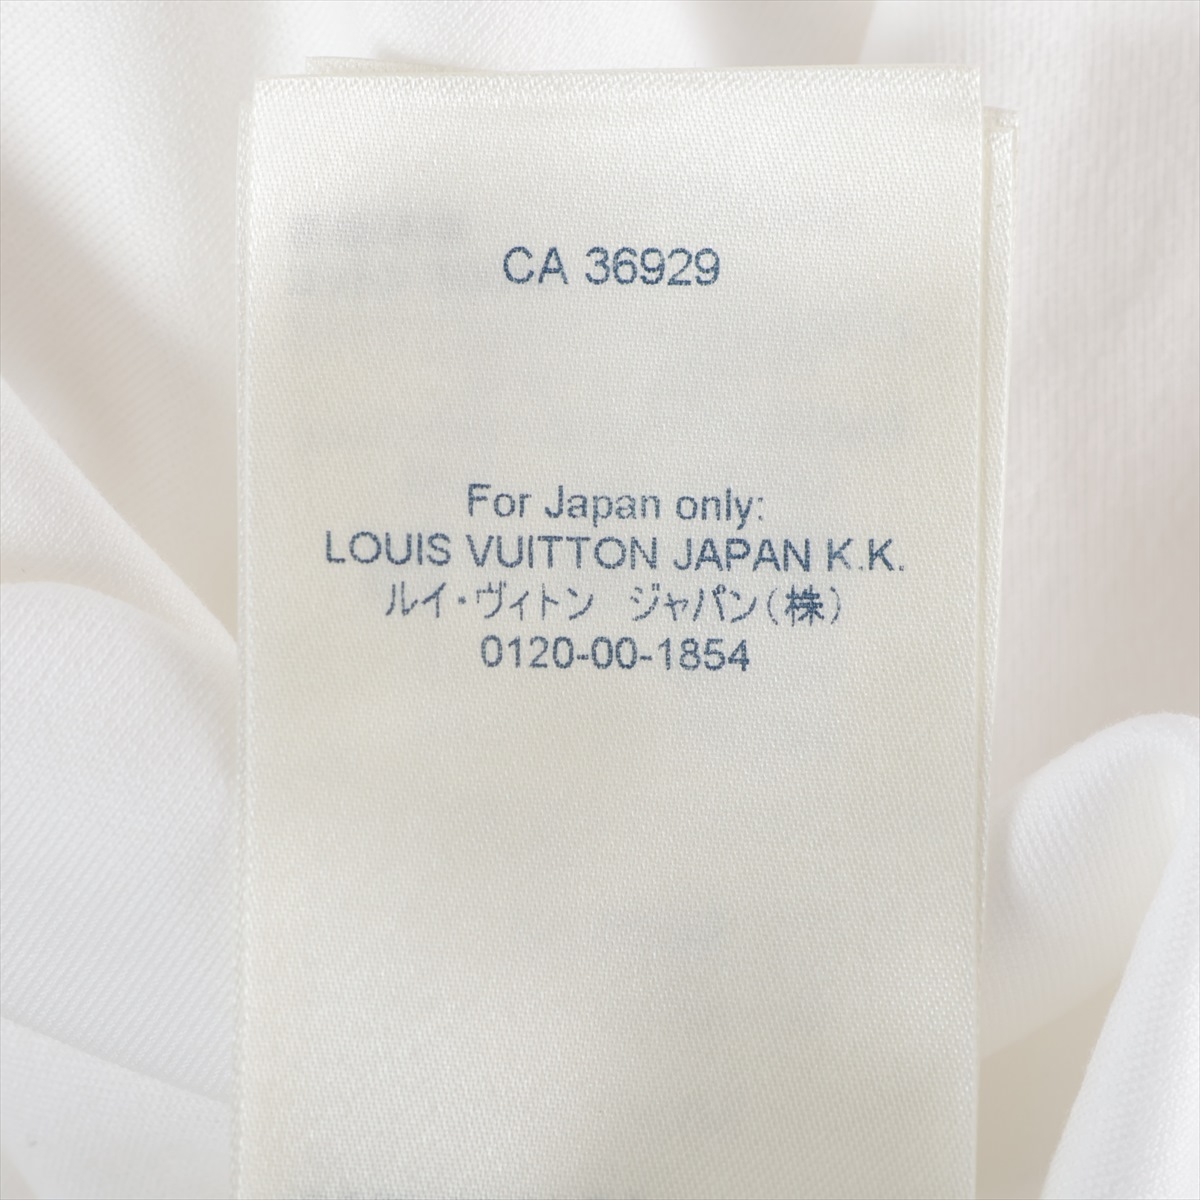 CA 36929
For Japan only:
LOUIS VUITTON JAPAN K.K.
ルイ・ヴィトン ジャパン(株)
0120-00-1854